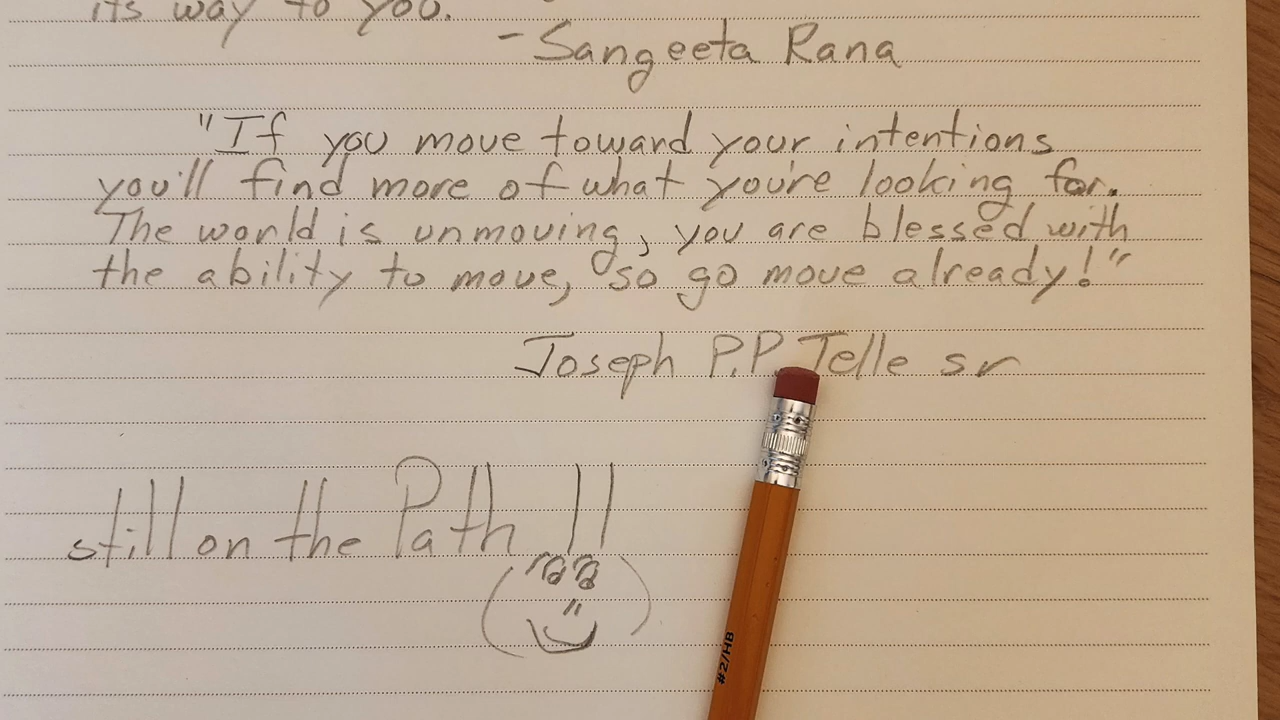 its way to you.
- Sangeeta Rana
"If you move toward your intentions
you'll find more of what you're looking for.
The world is unmoving, you are blessed with
the ability to move, so go move already!"
Joseph P.P. Telle sr
still on the Path !!
#2/HB